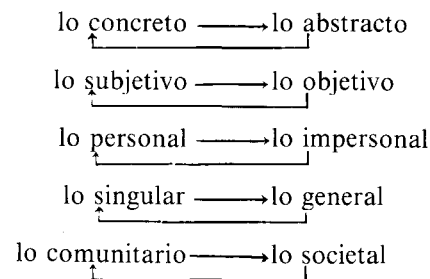 lo concreto lo abstracto
lo subjetivo lo objetivo
lo personal lo impersonal
lo singular lo general
lo comunitario lo societal